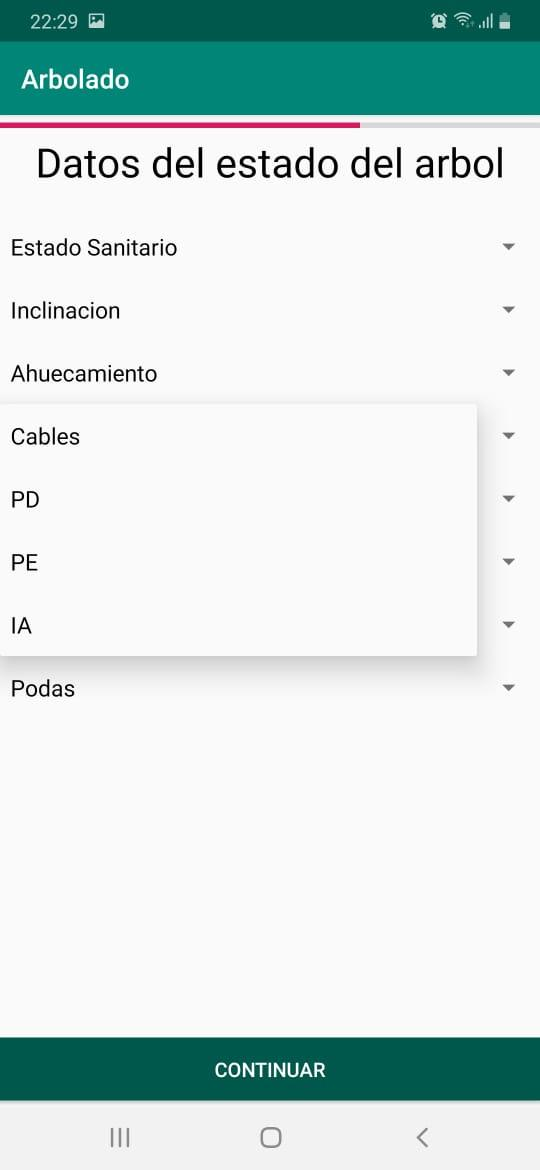 22:29
Arbolado
Datos del estado del arbol
Estado Sanitario
Inclinacion
Ahuecamiento
Cables
PD
PE
IA
Podas
CONTINUAR